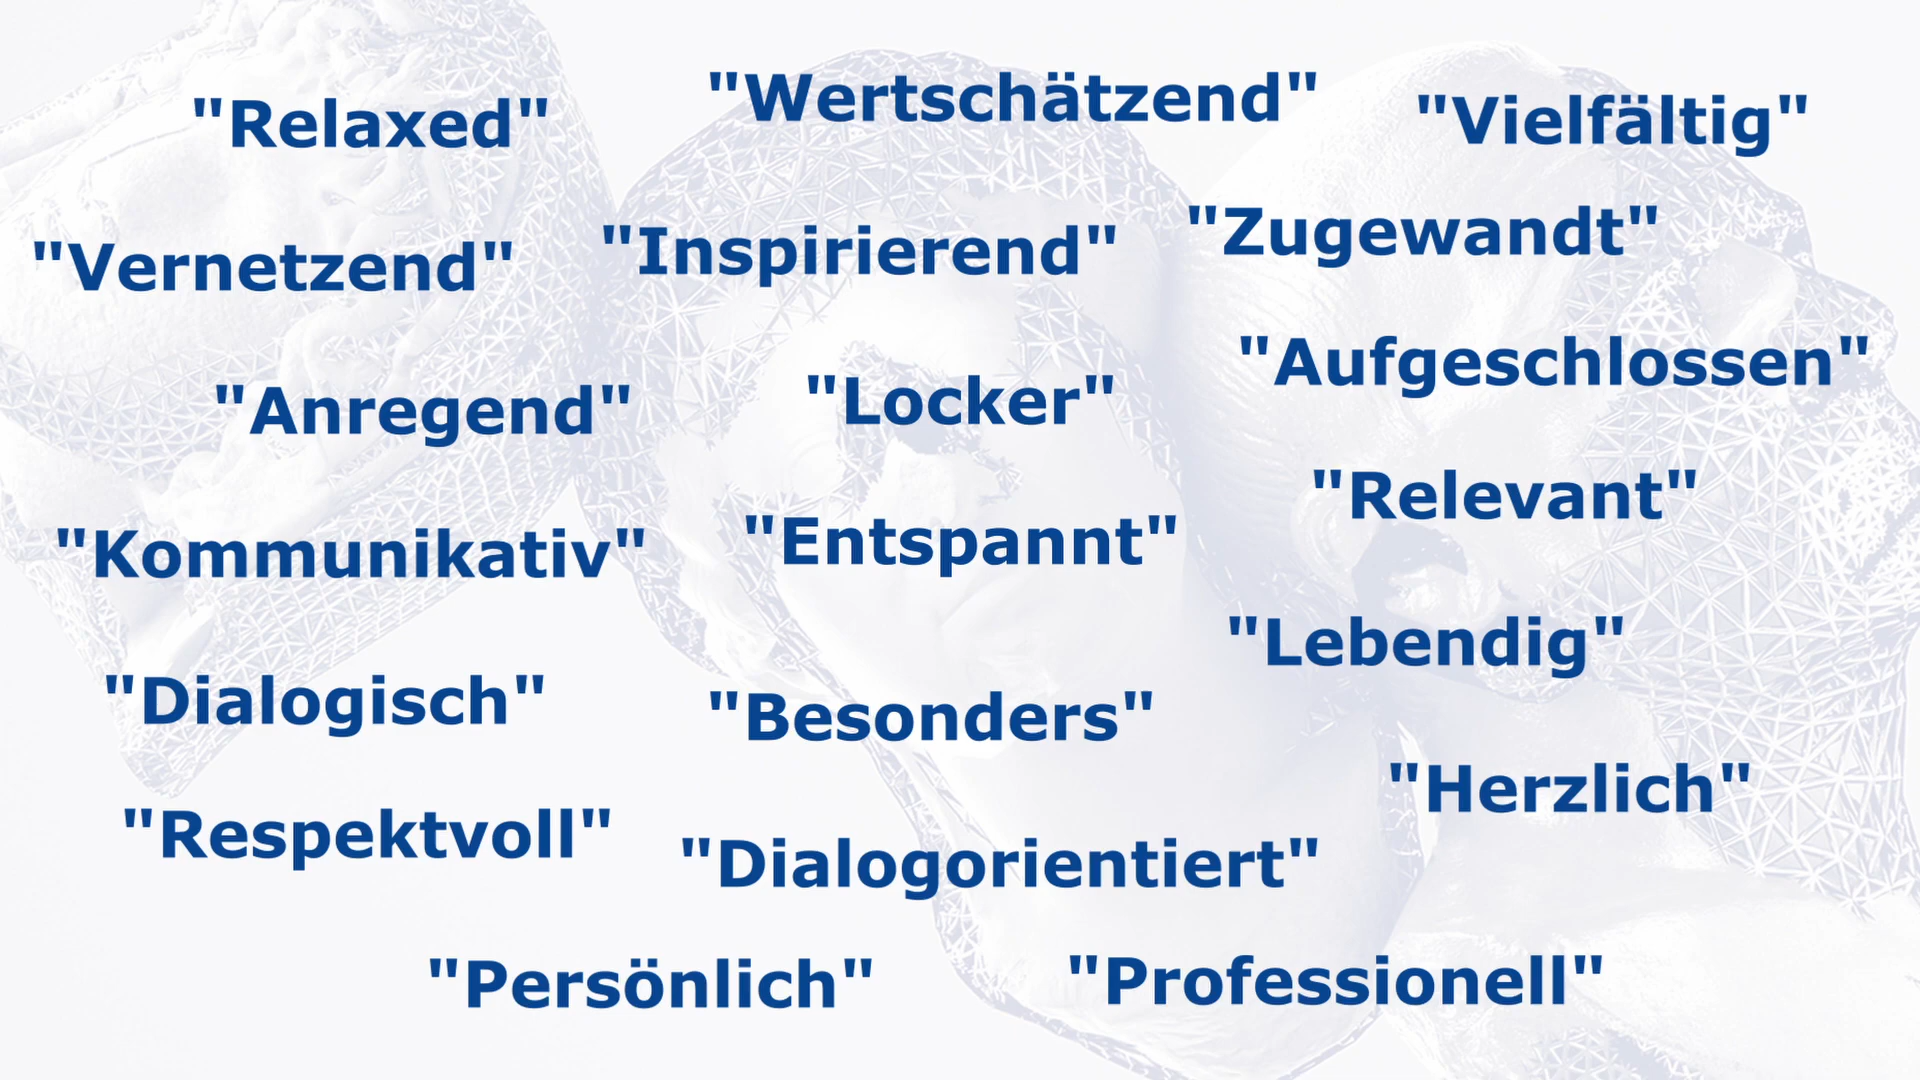 "Relaxed"
"Wertschätzend"
"Vielfältig"
"Vernetzend"
"Inspirierend"
"Zugewandt"
"Anregend"
"Locker"
"Aufgeschlossen"
"Kommunikativ"
"Entspannt"
"Relevant"
"Dialogisch"
"Besonders"
"Lebendig"
"Respektvoll"
"Dialogorientiert"
"Herzlich"
"Persönlich"
"Professionell"